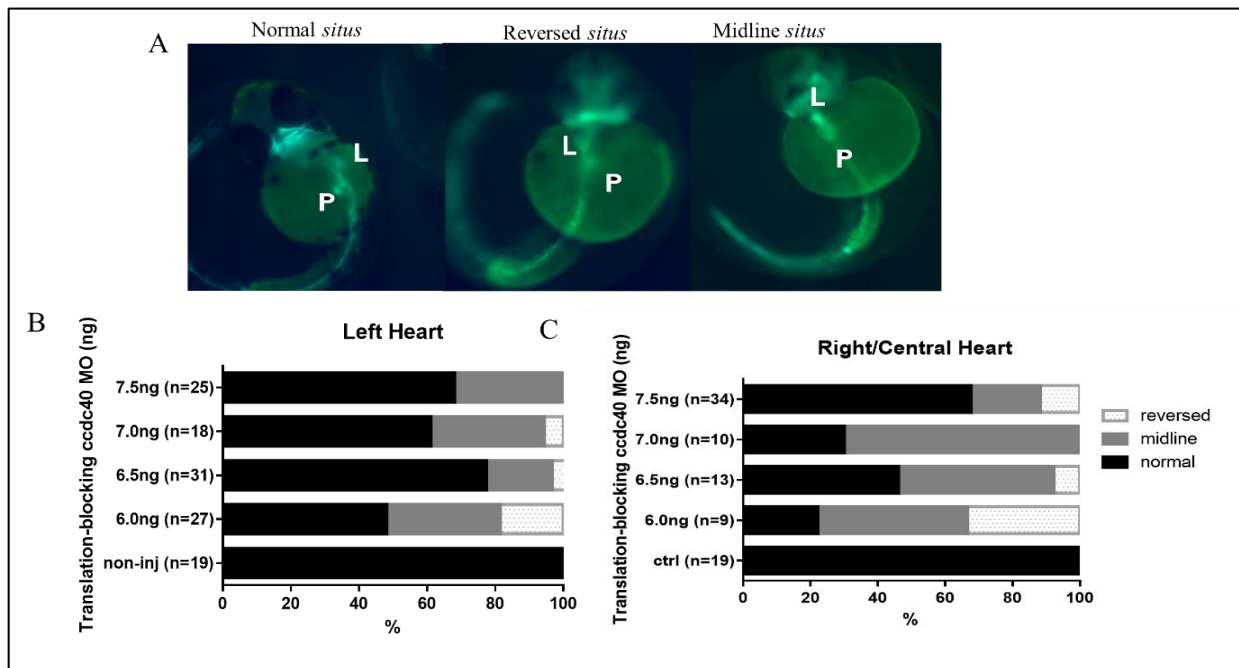 A
Normal situs
Reversed situs
Midline situs
L
P
L
P
L
P
B
Left Heart
Translation-blocking ccdc40 MO (ng)
7.5ng (n=25)
7.0ng (n=18)
6.5ng (n=31)
6.0ng (n=27)
non-inj (n=19)
0 20 40 60 80 100
%
C
Right/Central Heart
Translation-blocking ccdc40 MO (ng)
7.5ng (n=34)
7.0ng (n=10)
6.5ng (n=13)
6.0ng (n=9)
ctrl (n=19)
0 20 40 60 80 100
%
reversed
midline
normal